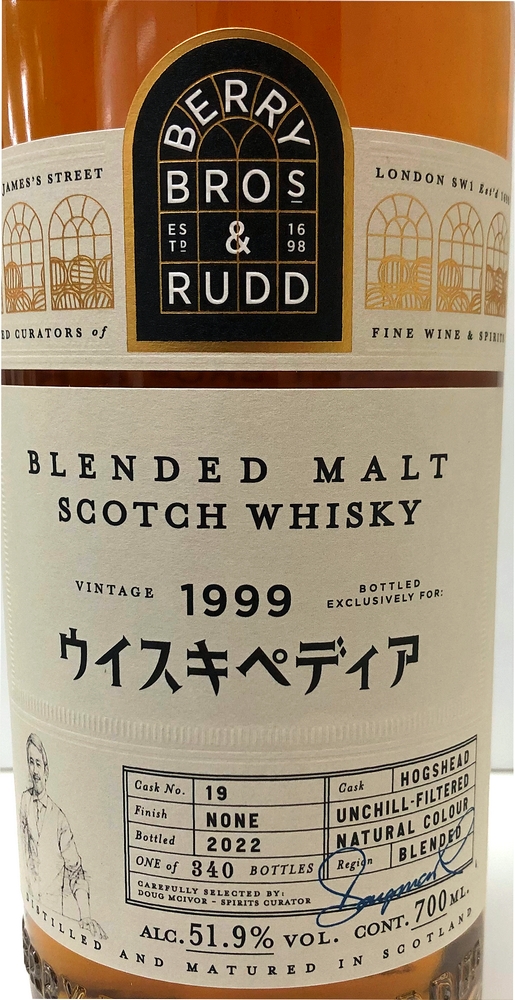 BERRY
BROS
ESTD & 1698
RUDD
JAMES'S STREET
LONDON SW1 Est'd
CURATORS of
FINE WINE & SPIRITS
BLENDED MALT
SCOTCH WHISKY
VINTAGE 1999 BOTTLED EXCLUSIVELY FOR:
ウイスキペディア
Cask No. 19
Finish NONE
Bottled 2022
ONE of 340 BOTTLES
Cask HOGSHEAD
UNCHILL-FILTERED
NATURAL COLOUR
Region BLENDED
CAREFULLY SELECTED BY:
DOUG MCIVOR - SPIRITS CURATOR
ALC. 51.9% VOL. CONT. 700 ML.
DISTILLED AND MATURED IN SCOTLAND